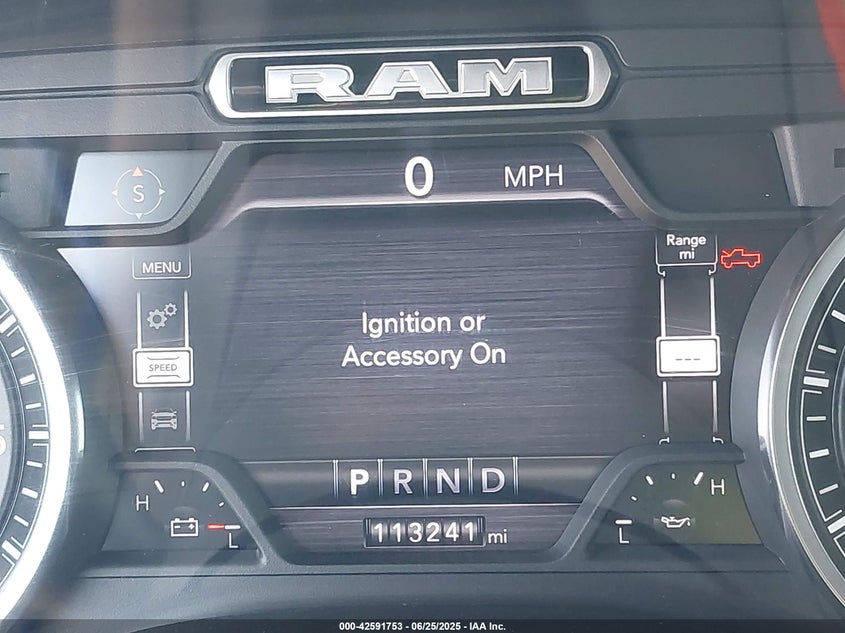 RAM
0 MPH
S
MENU
Range
mi
Ignition or
Accessory On
SPEED
---
P R N D
H
H
L
113241 mi
L
000-42591753 - 06/25/2025 - IAA Inc.